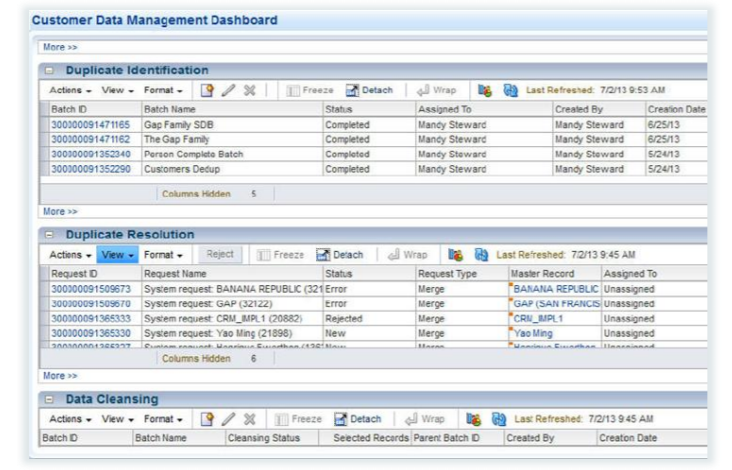 Customer Data Management Dashboard
More >>
Duplicate Identification
Actions View Format Freeze Detach Wrap Last Refreshed: 7/2/13 9:53 AM
Batch ID Batch Name Status Assigned To Created By Creation Date
300000091471165 Gap Family SDB Completed Mandy Steward Mandy Steward 6/25/13
300000091471162 The Gap Family Completed Mandy Steward Mandy Steward 6/25/13
300000091352340 Person Complete Batch Completed Mandy Steward Mandy Steward 5/24/13
300000091352290 Customers Dedup Completed Mandy Steward Mandy Steward 5/24/13
Columns Hidden 5
More >>
Duplicate Resolution
Actions View Format Reject Freeze Detach Wrap Last Refreshed: 7/2/13 9:45 AM
Request ID Request Name Status Request Type Master Record Assigned To
300000091509673 System request: BANANA REPUBLIC (321 Error Merge BANANA REPUBLIC Unassigned
300000091509670 System request: GAP (32122) Error Merge GAP (SAN FRANCIS Unassigned
300000091365333 System request: CRM_IMPL1 (20882) Rejected Merge CRM_IMPL1 Unassigned
300000091365330 System request: Yao Ming (21898) New Merge Yao Ming Unassigned
300000091365327 System request: New Merge Unassigned
Columns Hidden 6
More >>
Data Cleansing
Actions View Format Freeze Detach Wrap Last Refreshed: 7/2/13 9:45 AM
Batch ID Batch Name Cleansing Status Selected Records Parent Batch ID Created By Creation Date